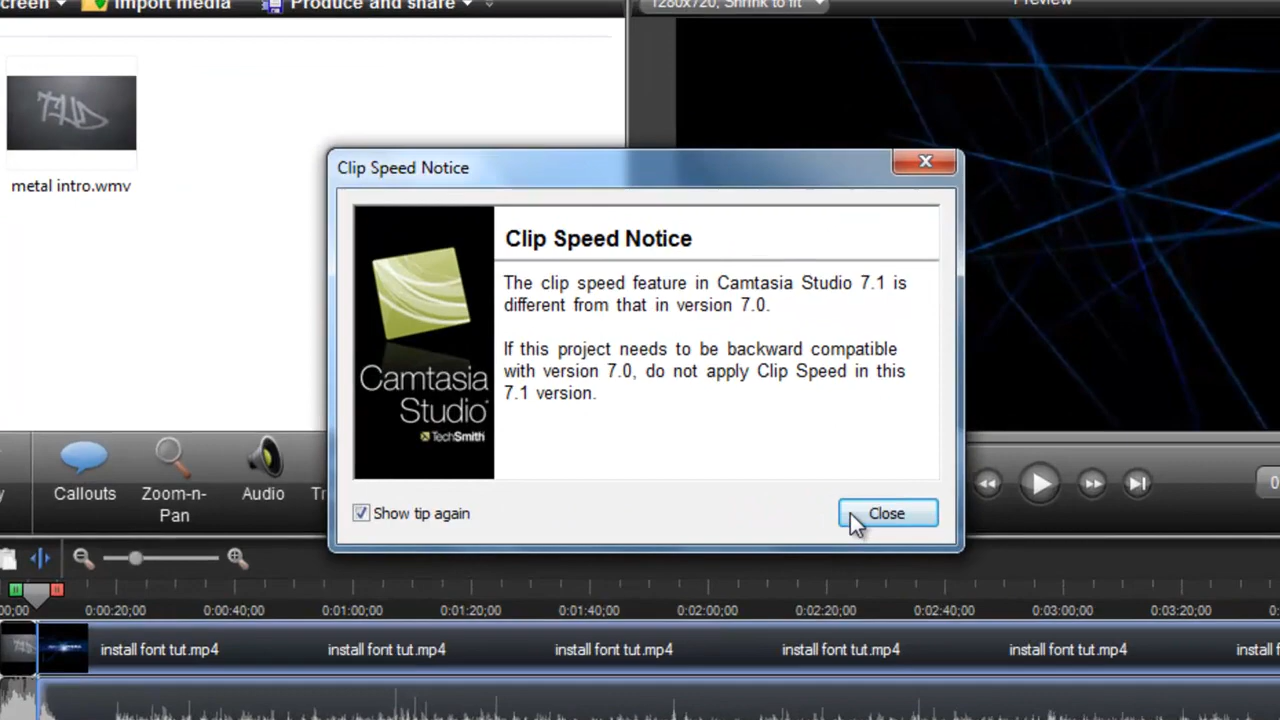 Import media
Produce and share
1280x720, Shrink to fit
Preview
metal intro.wmv
Clip Speed Notice
Clip Speed Notice
The clip speed feature in Camtasia Studio 7.1 is
different from that in version 7.0.
If this project needs to be backward compatible
with version 7.0, do not apply Clip Speed in this
7.1 version.
Camtasia
Studio
TechSmith
Show tip again
Close
Callouts
Zoom-n-
Pan
Audio
0:00:20;00
0:00:40;00
0:01:00;00
0:01:20;00
0:01:40;00
0:02:00;00
0:02:20;00
0:02:40;00
0:03:00;00
0:03:20;00
install font tut.mp4
install font tut.mp4
install font tut.mp4
install font tut.mp4
install font tut.mp4